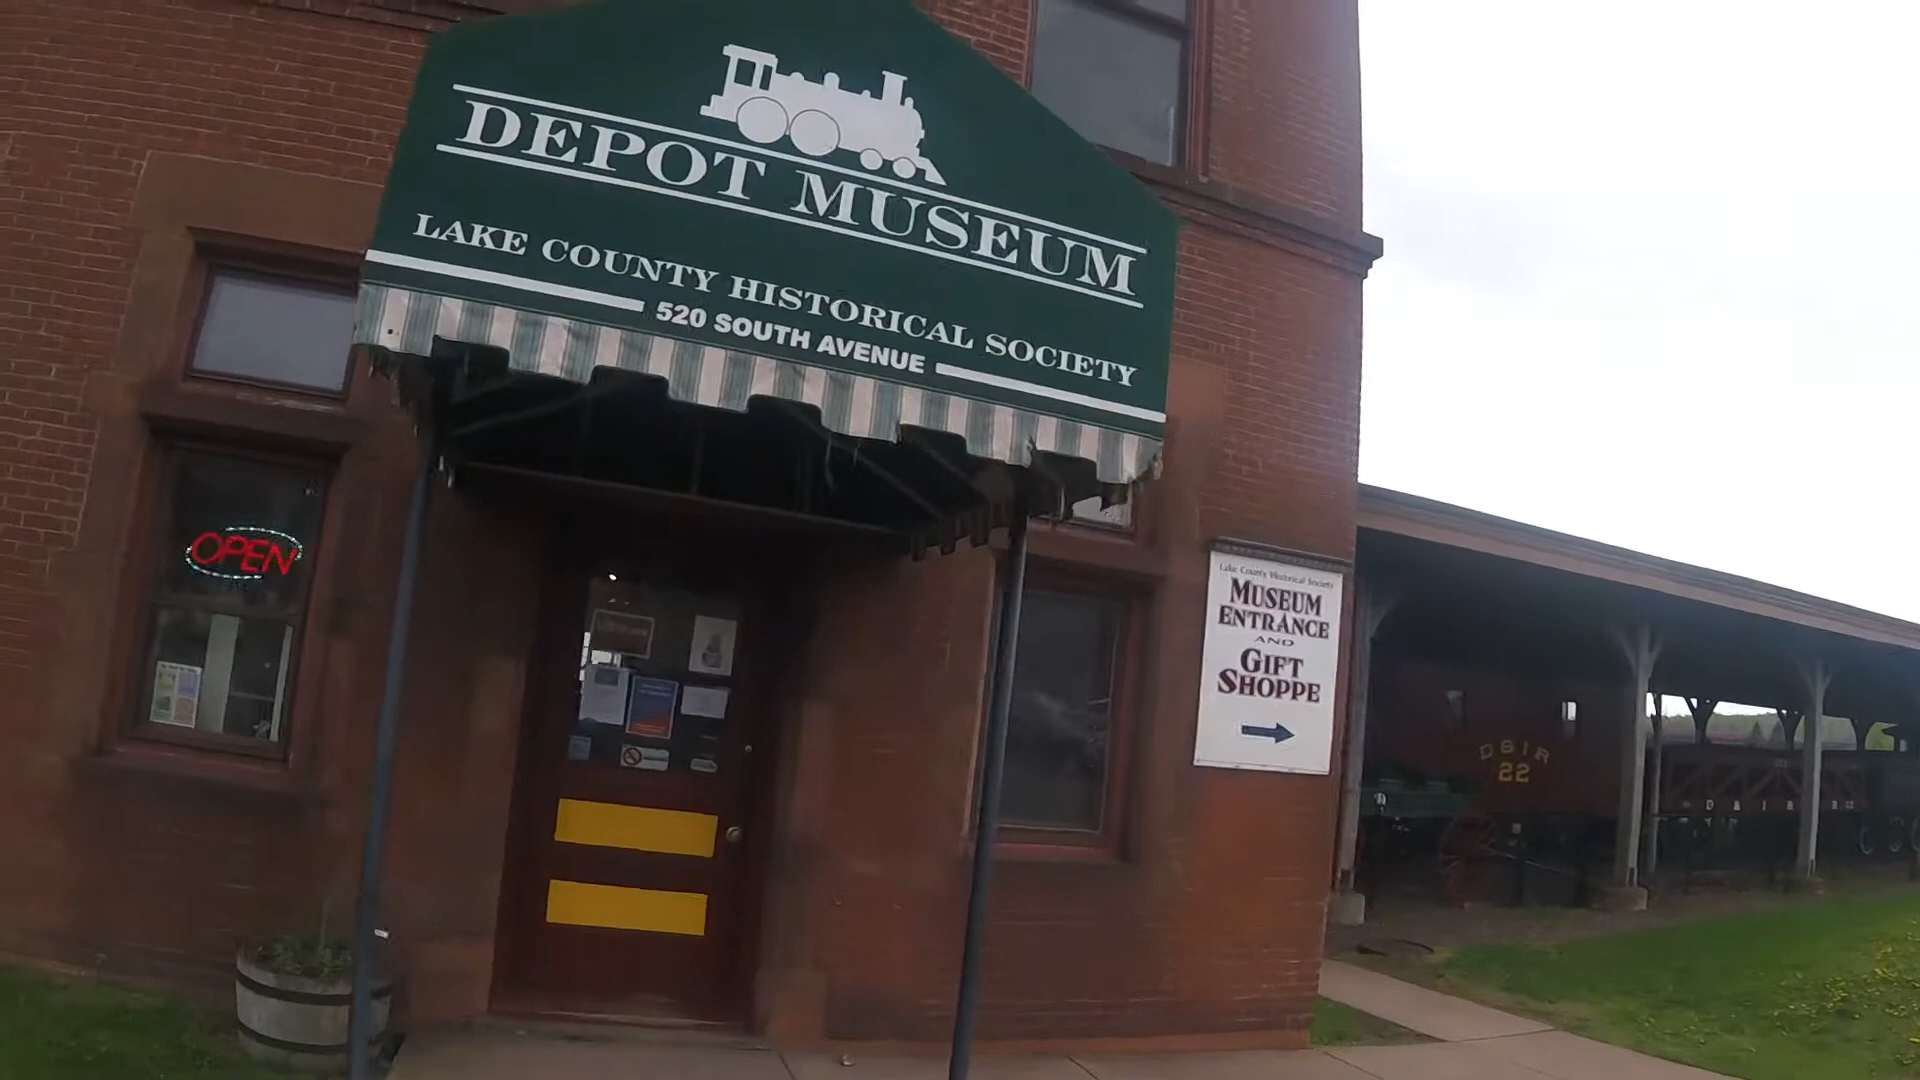 DEPOT MUSEUM
LAKE COUNTY HISTORICAL SOCIETY
520 SOUTH AVENUE
OPEN
Lake County Historical Society
MUSEUM
ENTRANCE
AND
GIFT
SHOPPE
D & I R
22
D & I R